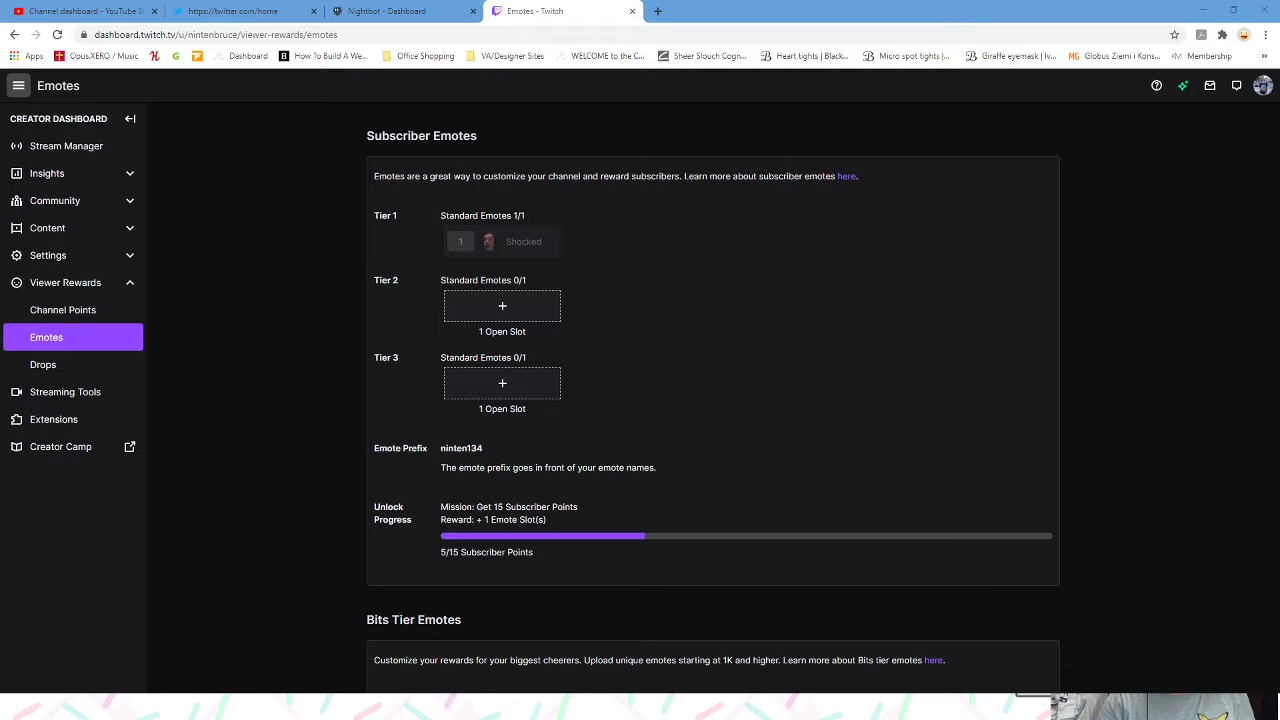 Channel dashboard - YouTube St
https://twitter.com/home
Nightbot - Dashboard
Emotes - Twitch
dashboard.twitch.tv/u/nintenbruce/viewer-rewards/emotes
Apps
Opus.XERO / Music
Dashboard
How To Build A We...
Office Shopping
VA/Designer Sites
WELCOME to the C...
Sheer Slouch Cogn...
Heart tights | Black...
Micro spot tights |...
Giraffe eyemask | Iv...
Globus Ziemi i Kons...
Membership
Emotes
CREATOR DASHBOARD
Stream Manager
Insights
Community
Content
Settings
Viewer Rewards
Channel Points
Emotes
Drops
Streaming Tools
Extensions
Creator Camp
Subscriber Emotes
Emotes are a great way to customize your channel and reward subscribers. Learn more about subscriber emotes here.
Tier 1
Standard Emotes 1/1
1 Shocked
Tier 2
Standard Emotes 0/1
+
1 Open Slot
Tier 3
Standard Emotes 0/1
+
1 Open Slot
Emote Prefix
ninten134
The emote prefix goes in front of your emote names.
Unlock
Progress
Mission: Get 15 Subscriber Points
Reward: + 1 Emote Slot(s)
5/15 Subscriber Points
Bits Tier Emotes
Customize your rewards for your biggest cheerers. Upload unique emotes starting at 1K and higher. Learn more about Bits tier emotes here.